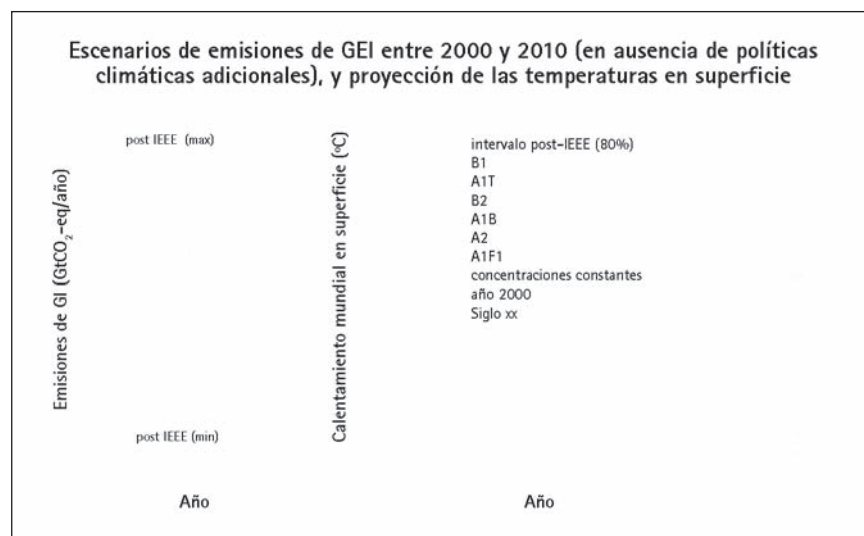 Escenarios de emisiones de GEI entre 2000 y 2010 (en ausencia de políticas
climáticas adicionales), y proyección de las temperaturas en superficie
Emisiones de GI (GtCO₂-eq/año)
post IEEE (max)
post IEEE (min)
Año
Calentamiento mundial en superficie (ºC)
intervalo post-IEEE (80%)
B1
A1T
B2
A1B
A2
A1F1
concentraciones constantes
año 2000
Siglo xx
Año